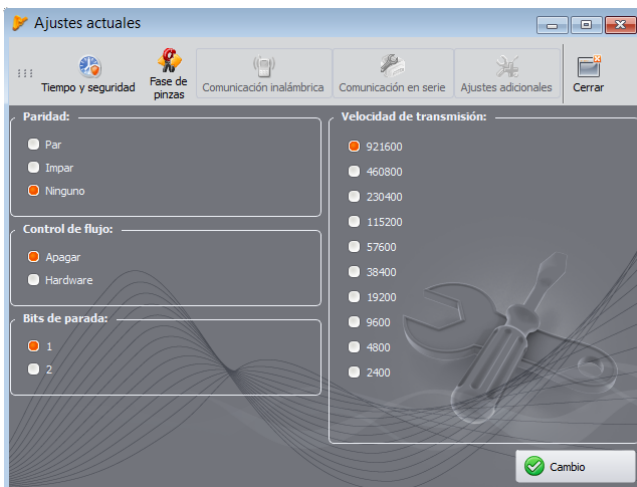 Ajustes actuales
Tiempo y seguridad
Fase de
pinzas
Comunicación inalámbrica
Comunicación en serie
Ajustes adicionales
Cerrar
Paridad:
Par
Impar
Ninguno
Control de flujo:
Apagar
Hardware
Bits de parada:
1
2
Velocidad de transmisión:
921600
460800
230400
115200
57600
38400
19200
9600
4800
2400
Cambio